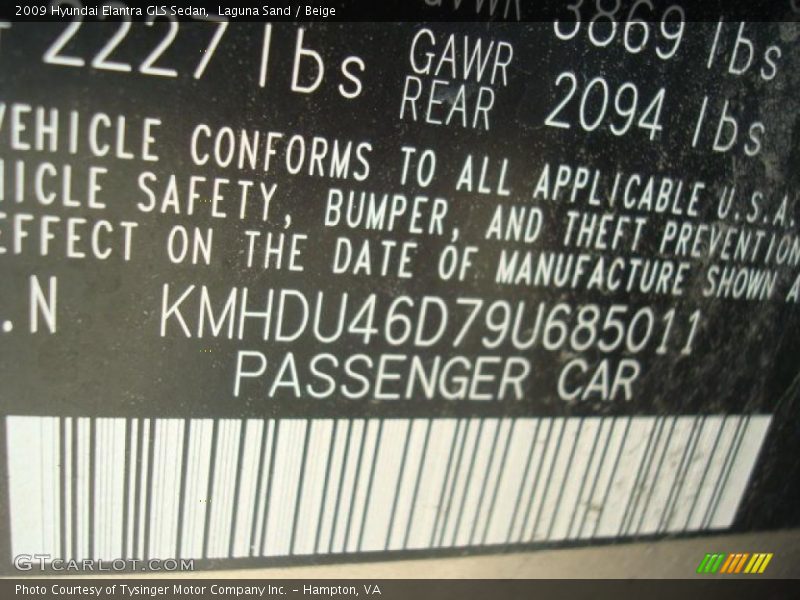 2009 Hyundai Elantra GLS Sedan, Laguna Sand / Beige
GVWR 3869 lbs
2227 lbs GAWR REAR 2094 lbs
VEHICLE CONFORMS TO ALL APPLICABLE U.S.A.
HICLE SAFETY, BUMPER, AND THEFT PREVENTION
EFFECT ON THE DATE OF MANUFACTURE SHOWN A
.N KMHDU46D79U685011
PASSENGER CAR
GTCARLOT.COM
Photo Courtesy of Tysinger Motor Company Inc. - Hampton, VA